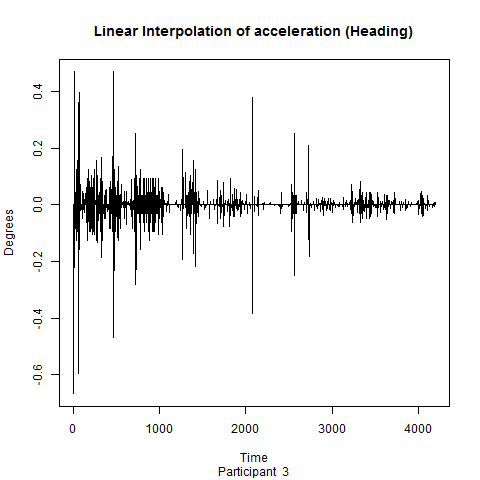 Linear Interpolation of acceleration (Heading)
Degrees
0.4
0.2
0.0
-0.2
-0.4
-0.6
0 1000 2000 3000 4000
Time
Participant 3